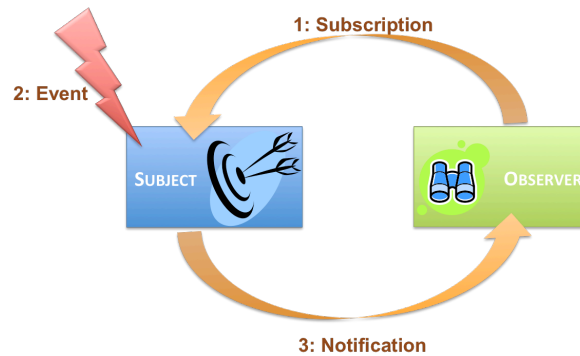 1: Subscription
2: Event
SUBJECT
OBSERVER
3: Notification